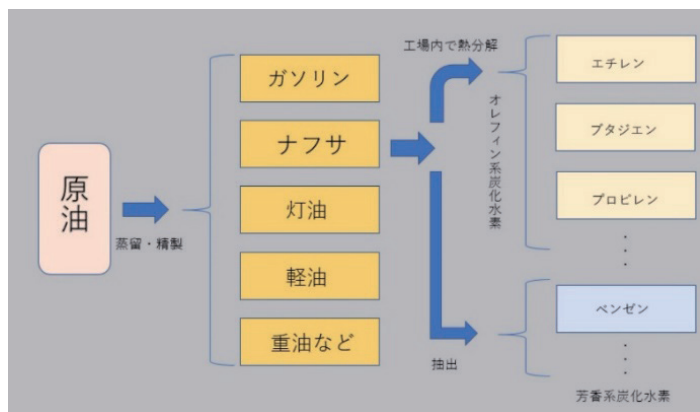 原油
蒸留・精製
ガソリン
ナフサ
灯油
軽油
重油など
工場内で熱分解
オレフィン系炭化水素
エチレン
ブタジエン
プロピレン
・・・
抽出
ベンゼン
・・・
芳香系炭化水素